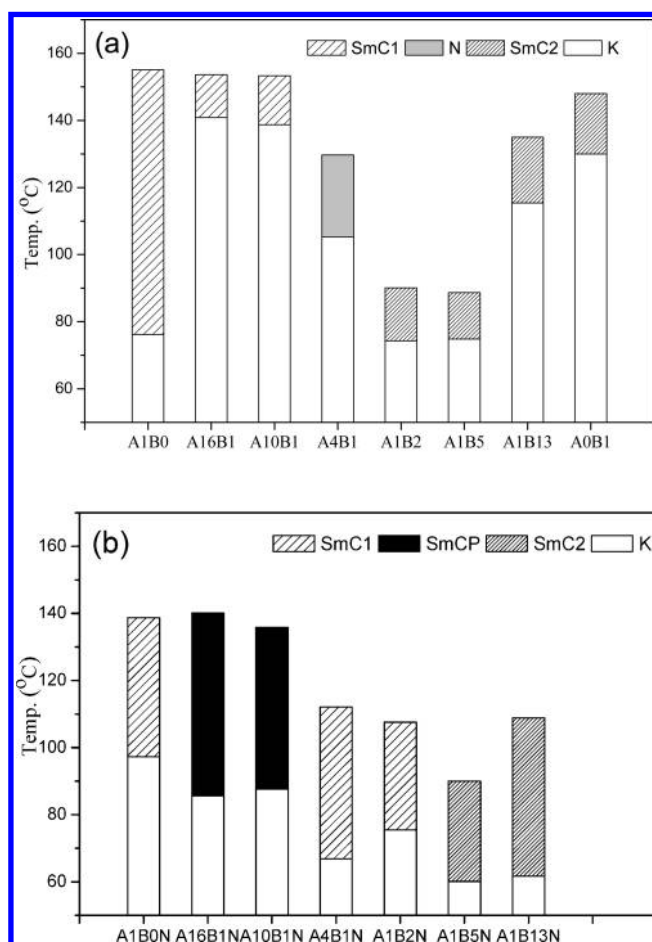 (a)
SmC1 N SmC2 K
160
140
120
100
80
60
Temp. (°C)
A1B0 A16B1 A10B1 A4B1 A1B2 A1B5 A1B13 A0B1
(b)
SmC1 SmCP SmC2 K
160
140
120
100
80
60
Temp. (°C)
A1B0N A16B1N A10B1N A4B1N A1B2N A1B5N A1B13N